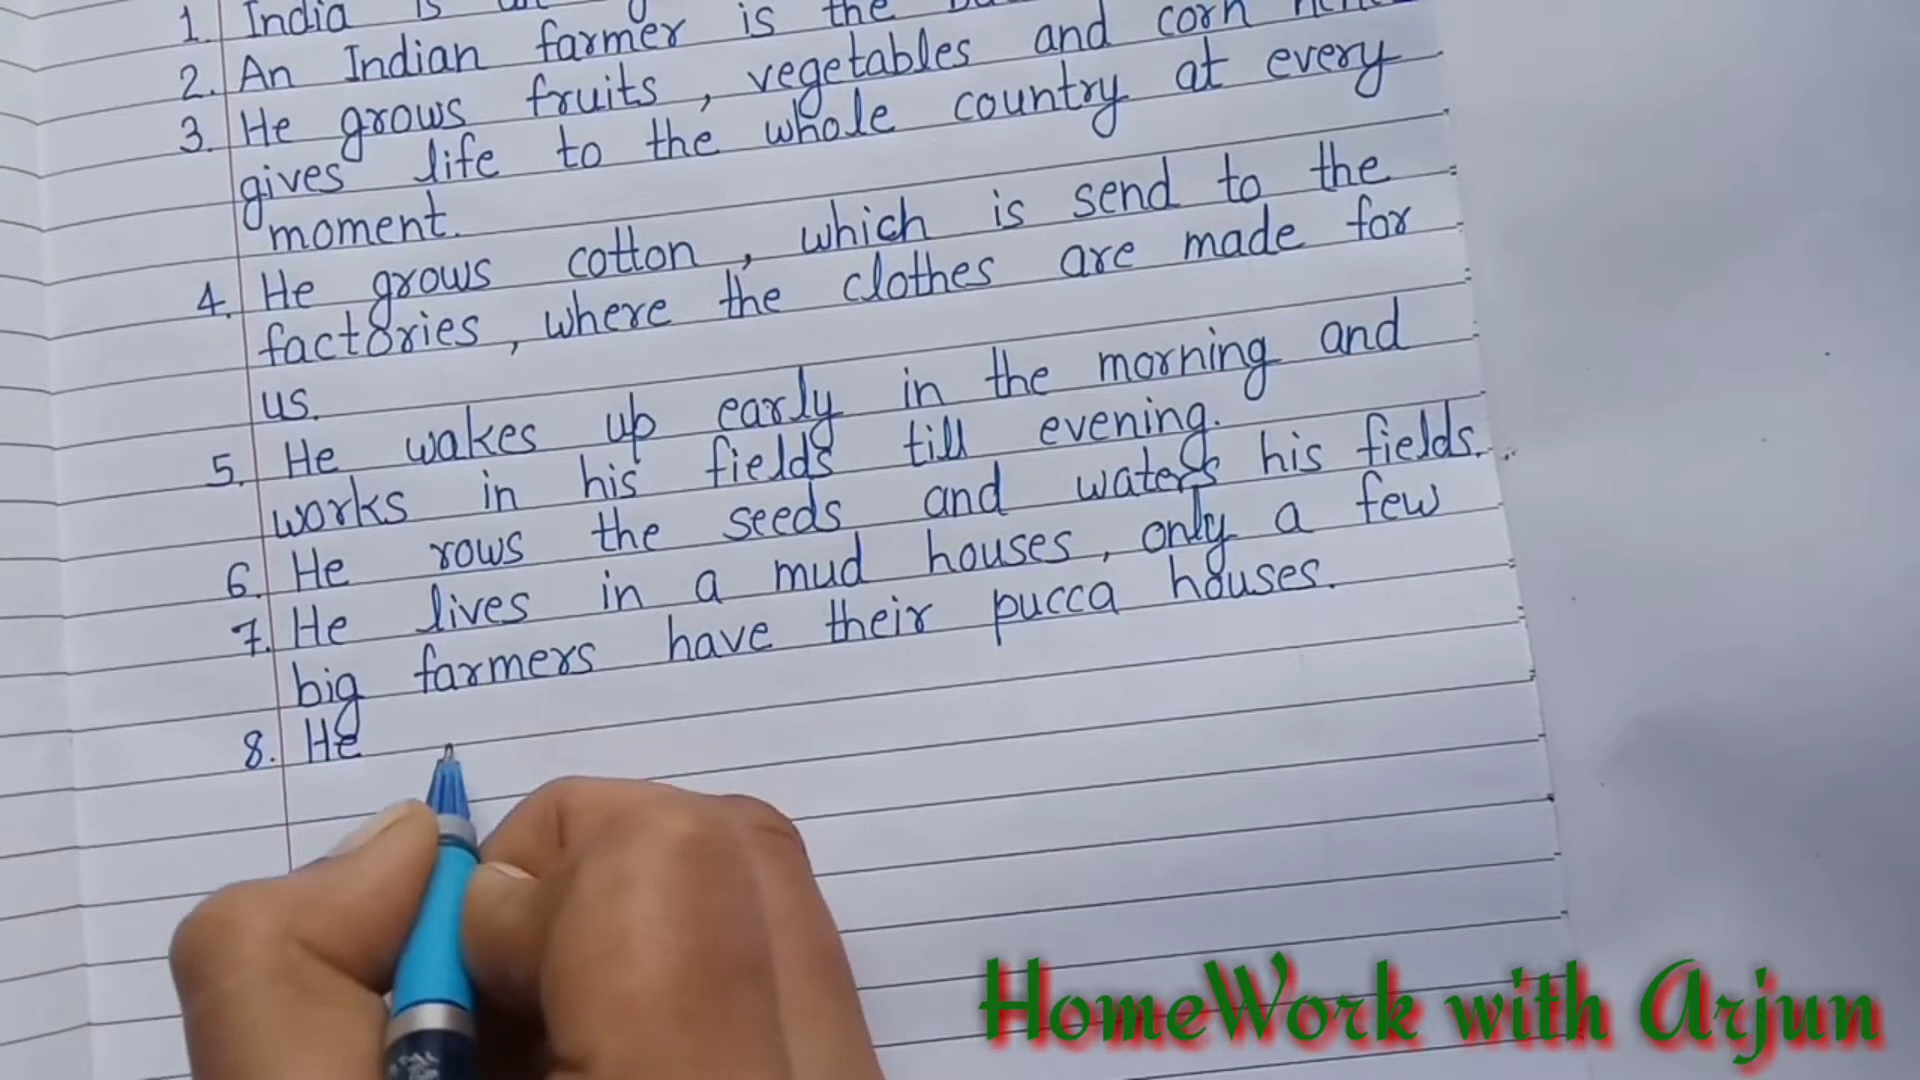 1. India is an
2. An Indian farmer is the
3. He grows fruits, vegetables and corn hence
gives life to the whole country at every
moment.
4. He grows cotton, which is send to the
factories, where the clothes are made for
us.
5. He wakes up early in the morning and
works in his fields till evening.
6. He rows the seeds and waters his fields.
7. He lives in a mud houses, only a few
big farmers have their pucca houses.
8. He
HomeWork with Arjun